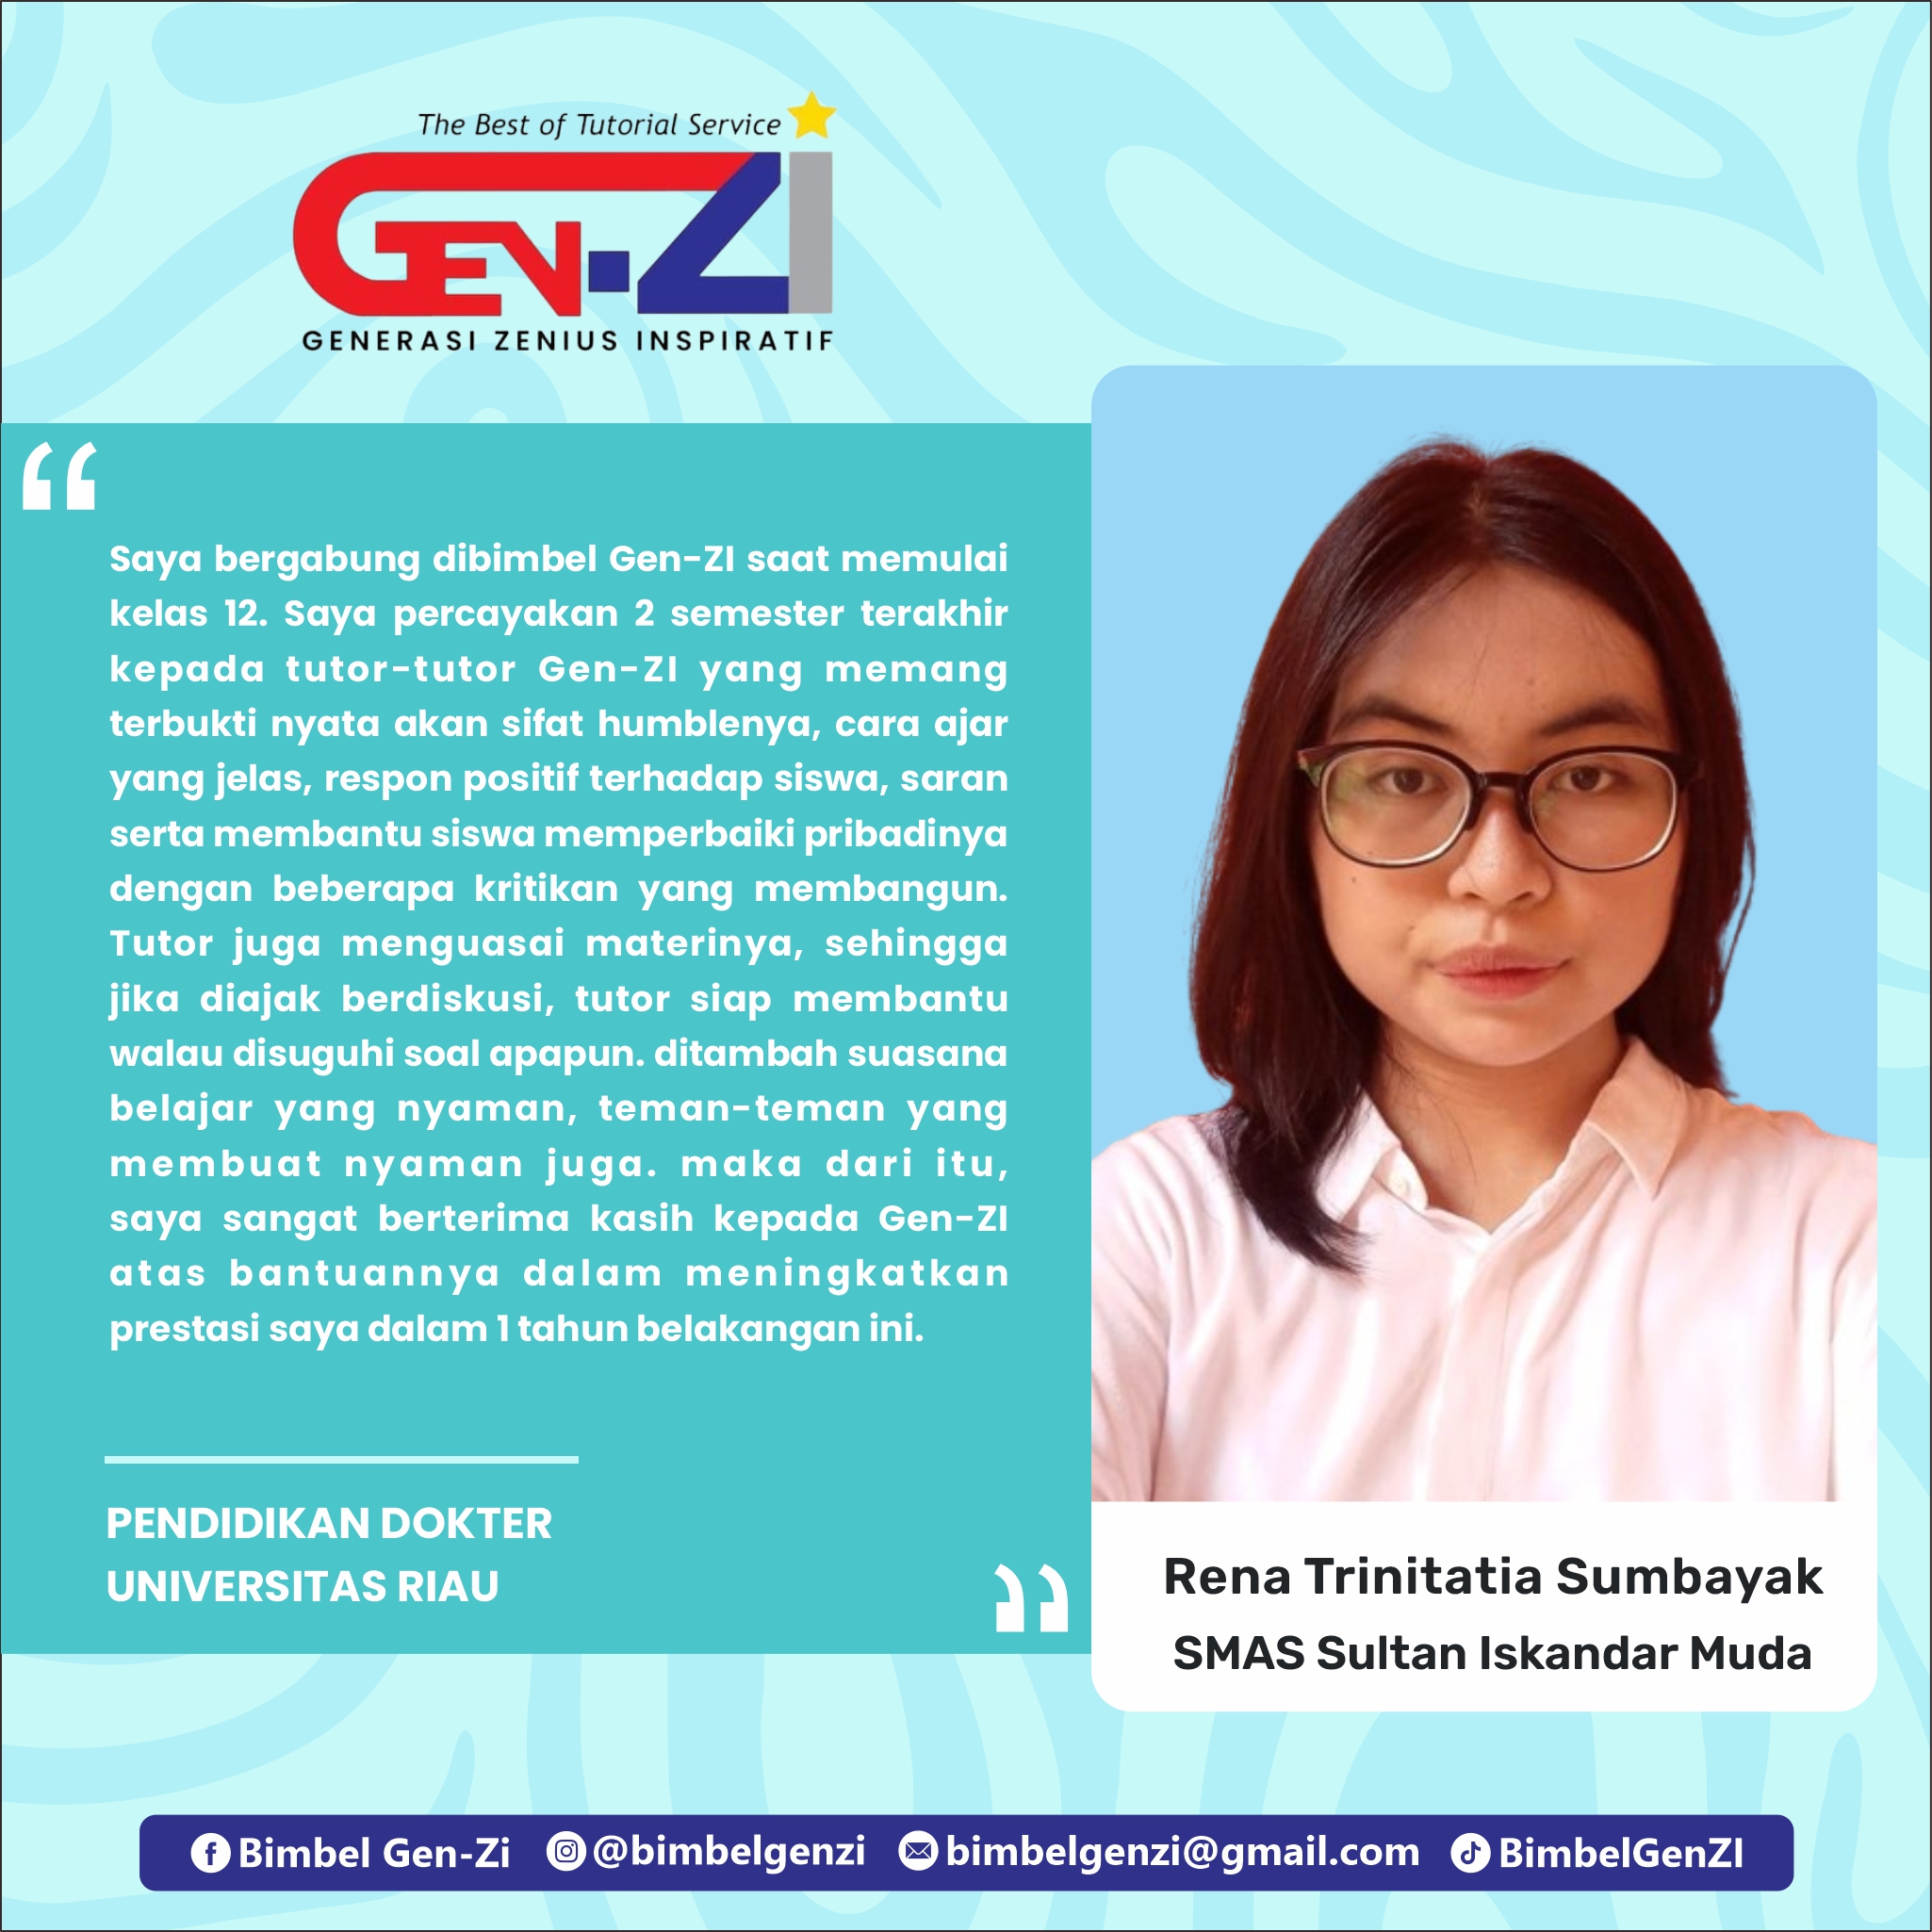 The Best of Tutorial Service
GEN-ZI
GENERASI ZENIUS INSPIRATIF
“
Saya bergabung dibimbel Gen-ZI saat memulai
kelas 12. Saya percayakan 2 semester terakhir
kepada tutor-tutor Gen-ZI yang memang
terbukti nyata akan sifat humblenya, cara ajar
yang jelas, respon positif terhadap siswa, saran
serta membantu siswa memperbaiki pribadinya
dengan beberapa kritikan yang membangun.
Tutor juga menguasai materinya, sehingga
jika diajak berdiskusi, tutor siap membantu
walau disuguhi soal apapun. ditambah suasana
belajar yang nyaman, teman-teman yang
membuat nyaman juga. maka dari itu,
saya sangat berterima kasih kepada Gen-ZI
atas bantuannya dalam meningkatkan
prestasi saya dalam 1 tahun belakangan ini.
PENDIDIKAN DOKTER
UNIVERSITAS RIAU
”
Rena Trinitatia Sumbayak
SMAS Sultan Iskandar Muda
Bimbel Gen-Zi @bimbelgenzi bimbelgenzi@gmail.com BimbelGenZI